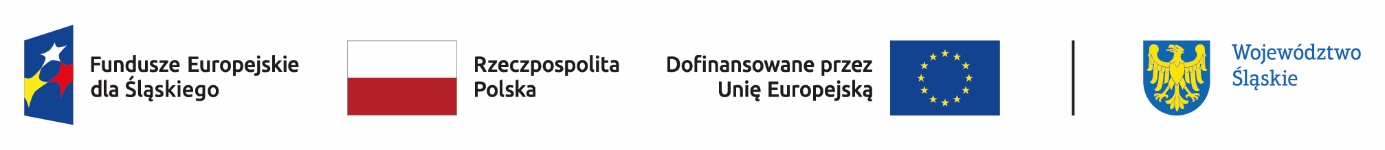 Fundusze Europejskie
dla Śląskiego
Rzeczpospolita
Polska
Dofinansowane przez
Unię Europejską
Województwo
Śląskie